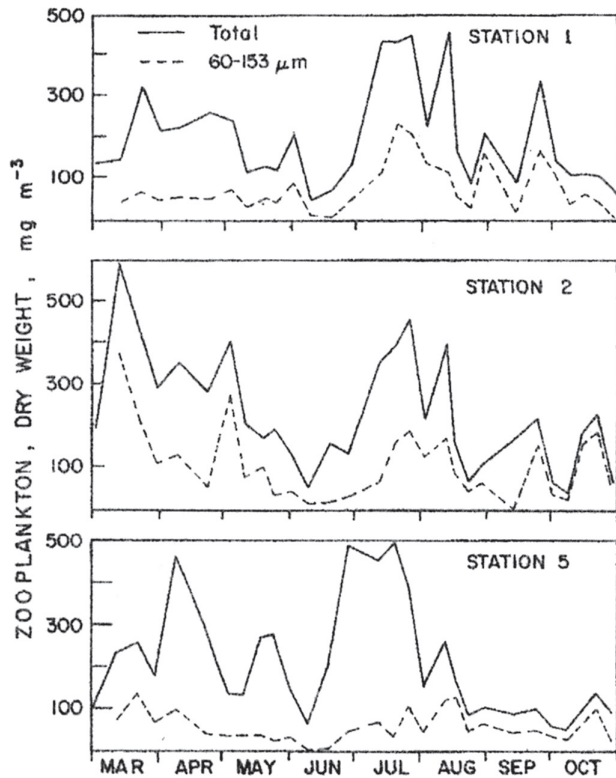 500
300
100
Total
60-153 μm
STATION 1
500
300
100
STATION 2
500
300
100
STATION 5
ZOOPLANKTON, DRY WEIGHT, mg m⁻³
MAR APR MAY JUN JUL AUG SEP OCT